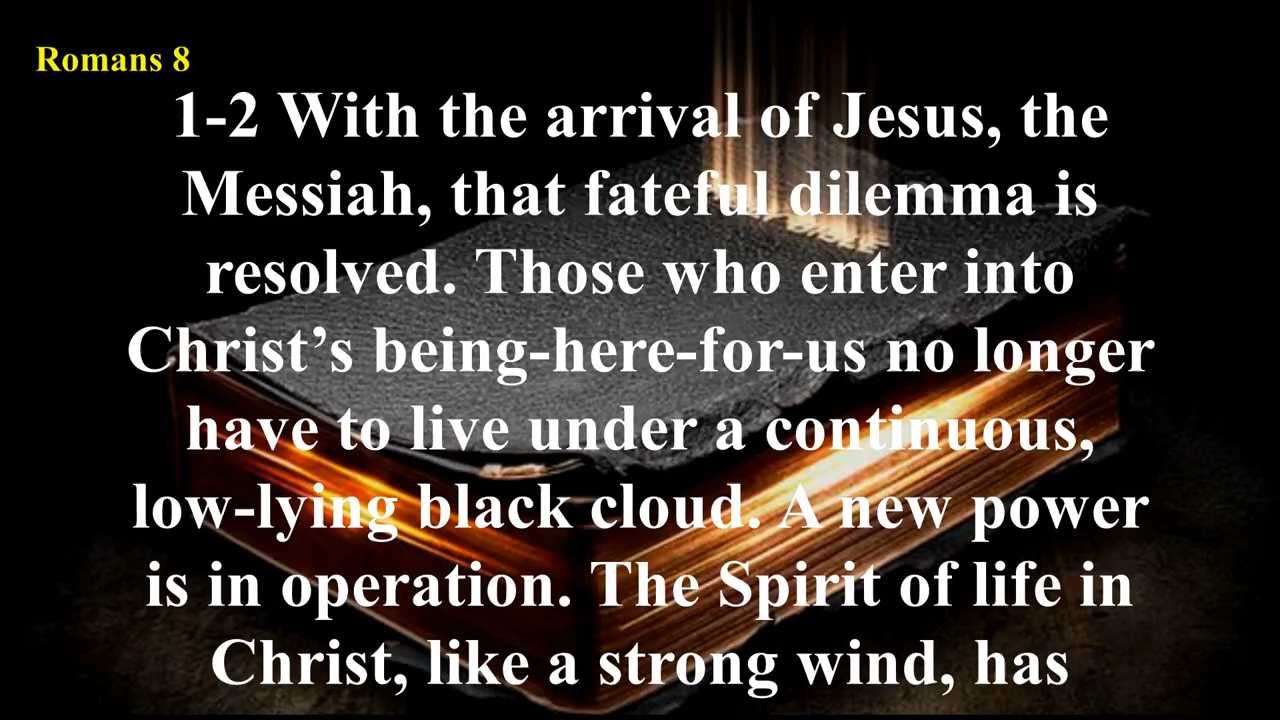 Romans 8
1-2 With the arrival of Jesus, the
Messiah, that fateful dilemma is
resolved. Those who enter into
Christ’s being-here-for-us no longer
have to live under a continuous,
low-lying black cloud. A new power
is in operation. The Spirit of life in
Christ, like a strong wind, has